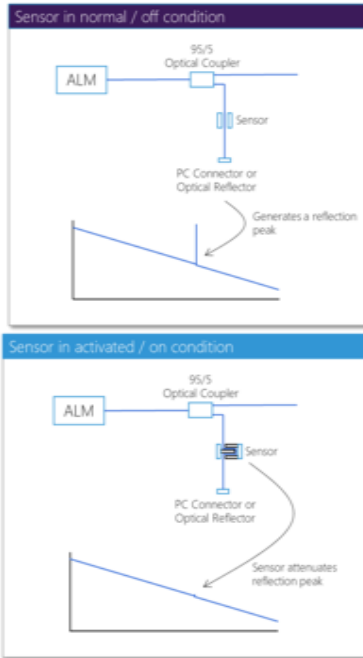 Sensor in normal / off condition
95/5
Optical Coupler
ALM
Sensor
PC Connector or
Optical Reflector
Generates a reflection
peak
Sensor in activated / on condition
95/5
Optical Coupler
ALM
Sensor
PC Connector or
Optical Reflector
Sensor attenuates
reflection peak